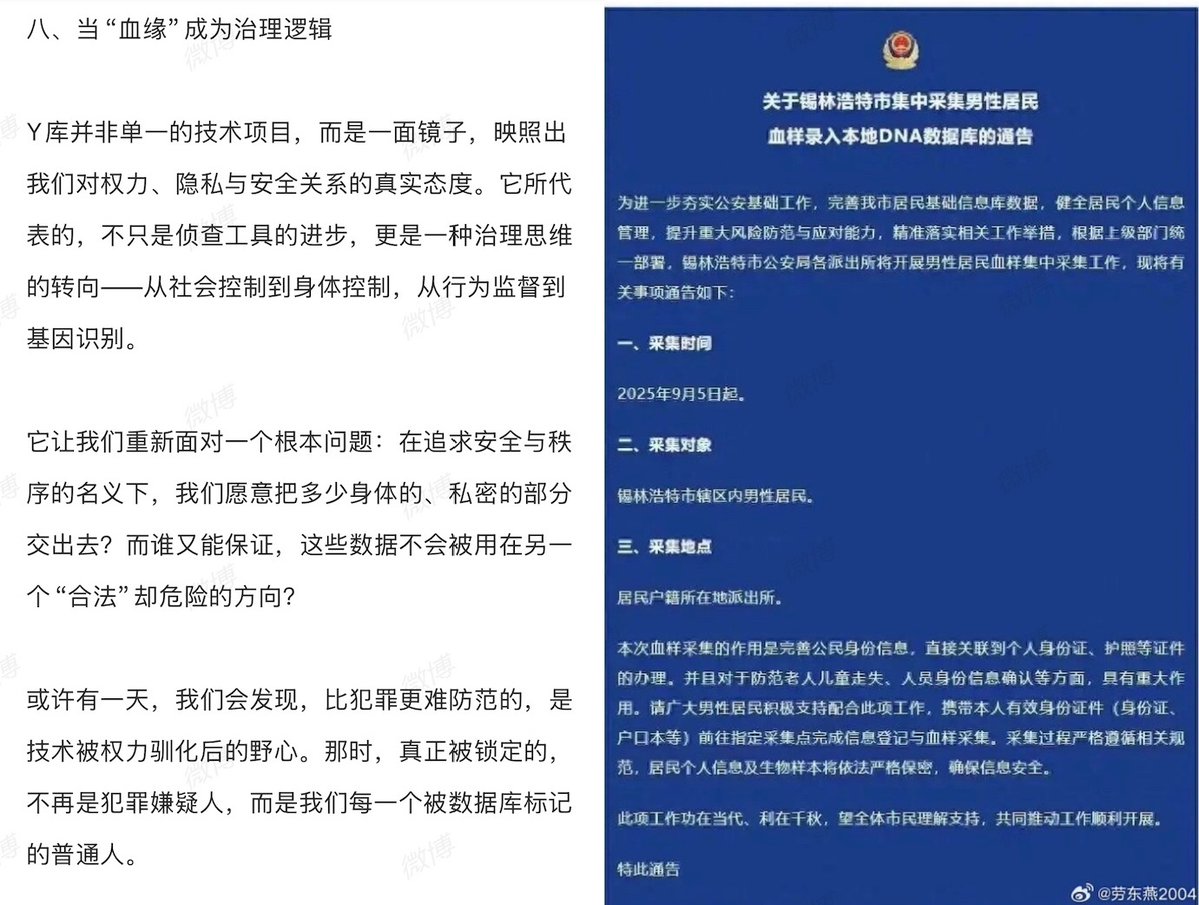 八、当“血缘”成为治理逻辑
Y库并非单一的技术项目，而是一面镜子，映照出
我们对权力、隐私与安全关系的真实态度。它所代
表的，不只是侦查工具的进步，更是一种治理思维
的转向——从社会控制到身体控制，从行为监督到
基因识别。
它让我们重新面对一个根本问题：在追求安全与秩
序的名义下，我们愿意把多少身体的、私密的部分
交出去？而谁又能保证，这些数据不会被用在另一
个“合法”却危险的方向？
或许有一天，我们会发现，比犯罪更难防范的，是
技术被权力驯化后的野心。那时，真正被锁定的，
不再是犯罪嫌疑人，而是我们每一个被数据库标记
的普通人。
关于锡林浩特市集中采集男性居民
血样录入本地DNA数据库的通告
为进一步夯实公安基础工作，完善我市居民基础信息库数据，健全居民个人信息
管理，提升重大风险防范与应对能力，精准落实相关工作举措，根据上级部门统
一部署，锡林浩特市公安局各派出所将开展男性居民血样集中采集工作，现将有
关事项通告如下：
一、采集时间
2025年9月5日起。
二、采集对象
锡林浩特市辖区内男性居民。
三、采集地点
居民户籍所在地派出所。
本次血样采集的作用是完善公民身份信息，直接关联到个人身份证、护照等证件
的办理。并且对于防范老人儿童走失、人员身份信息确认等方面，具有重大作
用。请广大男性居民积极支持配合此项工作，携带本人有效身份证件（身份证、
户口本等）前往指定采集点完成信息登记与血样采集。采集过程严格遵循相关规
范，居民个人信息及生物样本将依法严格保密，确保信息安全。
此项工作功在当代、利在千秋，望全体市民理解支持，共同推动工作顺利开展。
特此通告
@劳东燕2004
微博